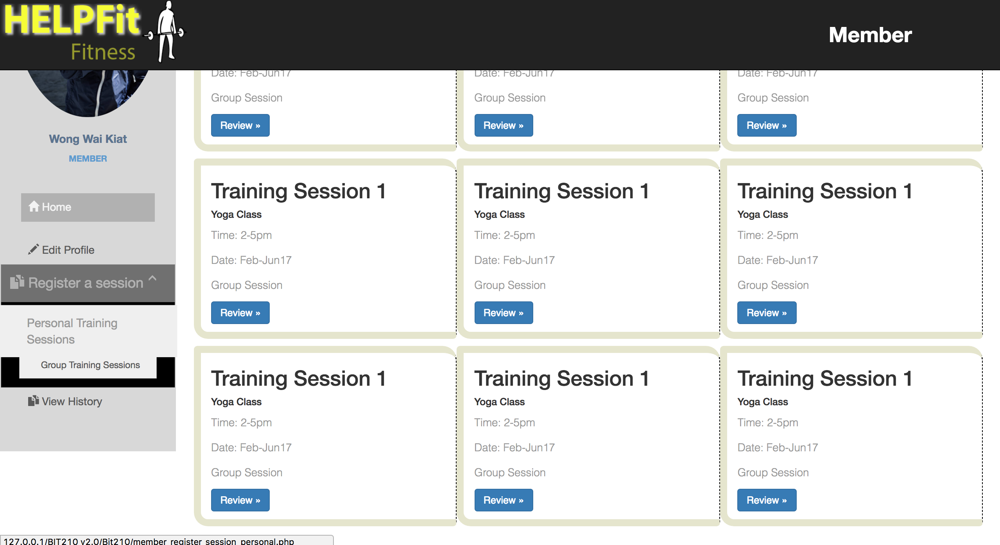 HELPFit
Fitness
Member
Wong Wai Kiat
MEMBER
Home
Edit Profile
Register a session
Personal Training
Sessions
Group Training Sessions
View History
Date: Feb-Jun17
Group Session
Review »
Date: Feb-Jun17
Group Session
Review »
Date: Feb-Jun17
Group Session
Review »
Training Session 1
Yoga Class
Time: 2-5pm
Date: Feb-Jun17
Group Session
Review »
Training Session 1
Yoga Class
Time: 2-5pm
Date: Feb-Jun17
Group Session
Review »
Training Session 1
Yoga Class
Time: 2-5pm
Date: Feb-Jun17
Group Session
Review »
Training Session 1
Yoga Class
Time: 2-5pm
Date: Feb-Jun17
Group Session
Review »
Training Session 1
Yoga Class
Time: 2-5pm
Date: Feb-Jun17
Group Session
Review »
Training Session 1
Yoga Class
Time: 2-5pm
Date: Feb-Jun17
Group Session
Review »
127.0.0.1/BIT210_v2.0/Bit210/member_register_session_personal.php